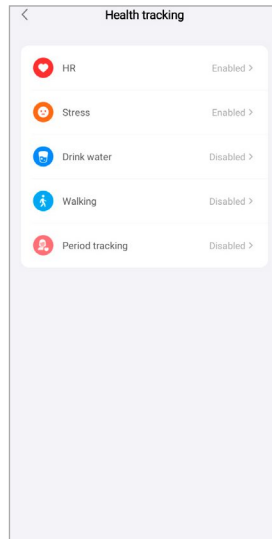 Health tracking
HR Enabled >
Stress Enabled >
Drink water Disabled >
Walking Disabled >
Period tracking Disabled >